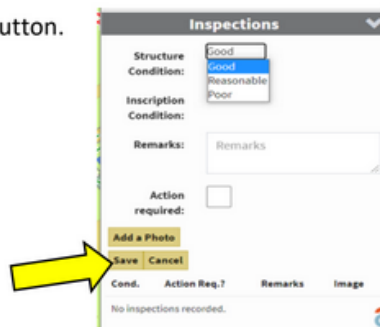 utton.
Inspections
Structure Condition: Good
Good
Reasonable
Poor
Inscription Condition:
Remarks: Remarks
Action required:
Add a Photo
Save Cancel
Cond. Action Req.? Remarks Image
No inspections recorded.